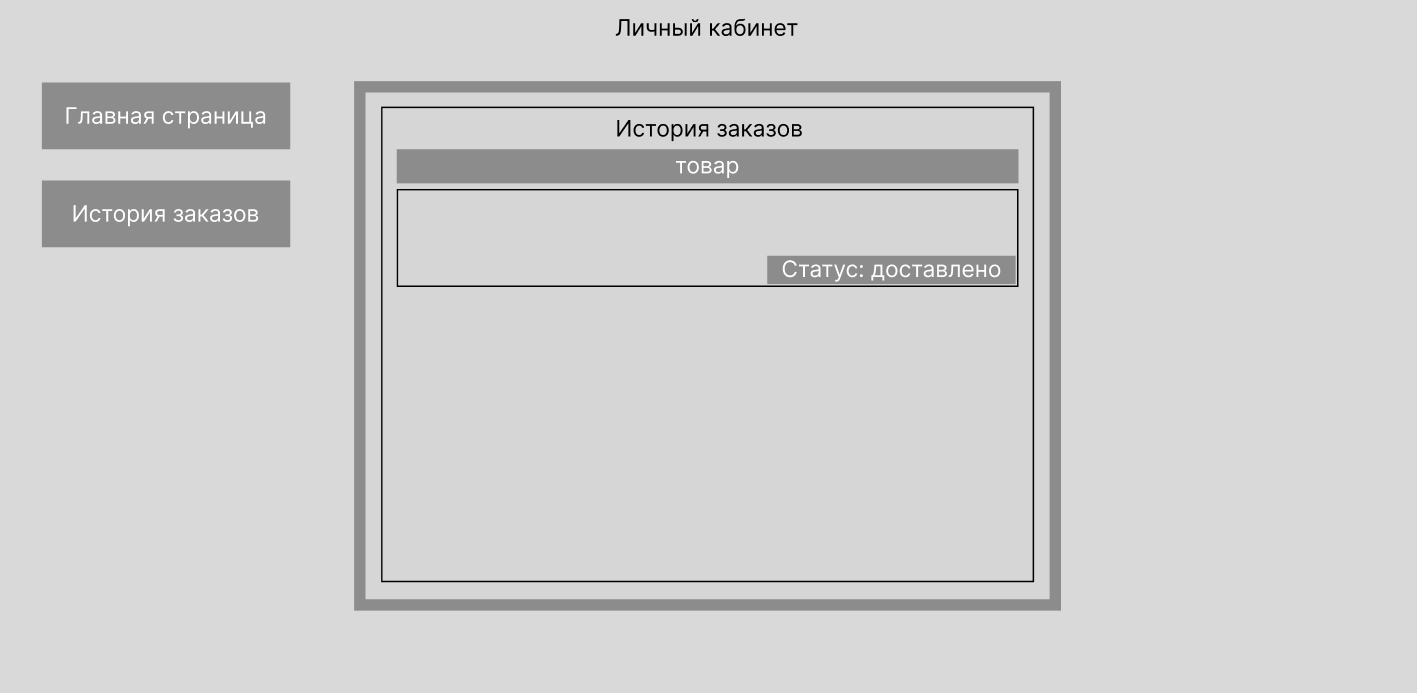 Личный кабинет
Главная страница
История заказов
История заказов
товар
Статус: доставлено